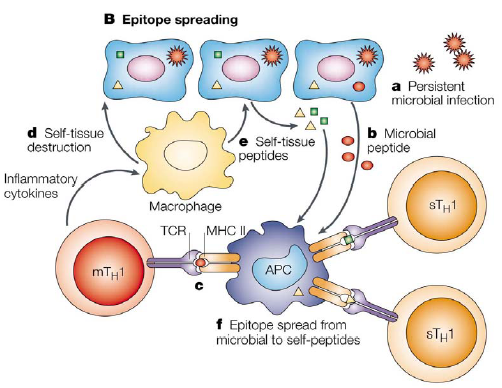 B Epitope spreading
a Persistent
microbial infection
d Self-tissue
destruction
e Self-tissue
peptides
b Microbial
peptide
Inflammatory
cytokines
Macrophage
sTH1
TCR
MHC II
mTH1
APC
c
f Epitope spread from
microbial to self-peptides
sTH1